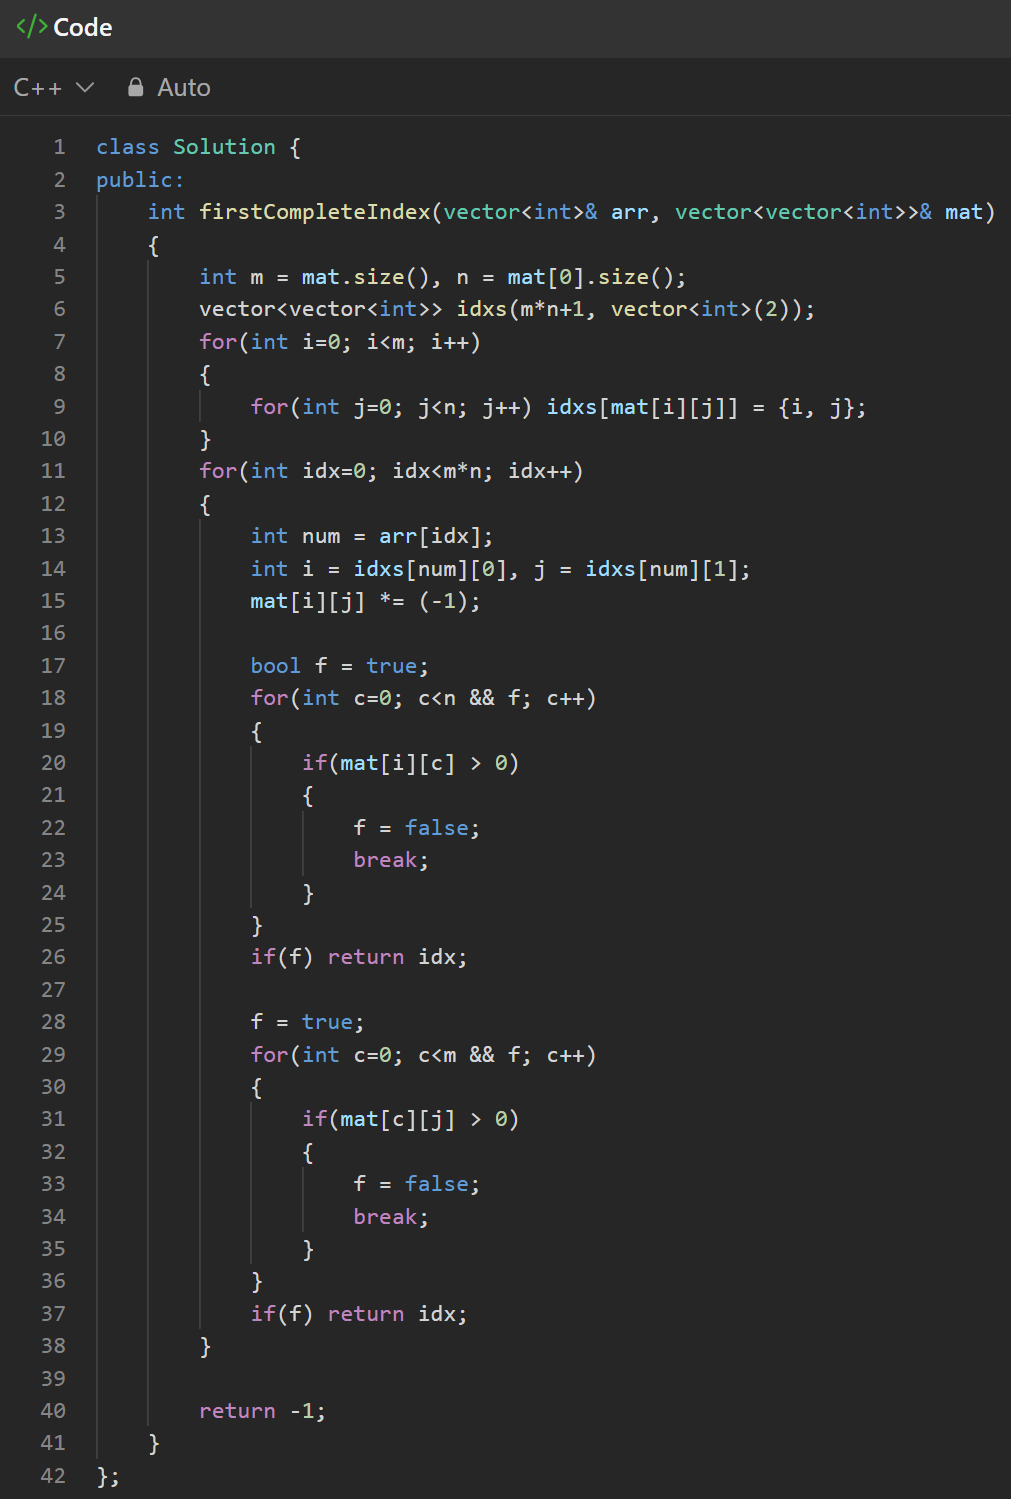 </> Code
C++ Auto
1 class Solution {
2 public:
3     int firstCompleteIndex(vector<int>& arr, vector<vector<int>>& mat)
4     {
5         int m = mat.size(), n = mat[0].size();
6         vector<vector<int>> idxs(m*n+1, vector<int>(2));
7         for(int i=0; i<m; i++)
8         {
9             for(int j=0; j<n; j++) idxs[mat[i][j]] = {i, j};
10         }
11         for(int idx=0; idx<m*n; idx++)
12         {
13             int num = arr[idx];
14             int i = idxs[num][0], j = idxs[num][1];
15             mat[i][j] *= (-1);
16
17             bool f = true;
18             for(int c=0; c<n && f; c++)
19             {
20                 if(mat[i][c] > 0)
21                 {
22                     f = false;
23                     break;
24                 }
25             }
26             if(f) return idx;
27
28             f = true;
29             for(int c=0; c<m && f; c++)
30             {
31                 if(mat[c][j] > 0)
32                 {
33                     f = false;
34                     break;
35                 }
36             }
37             if(f) return idx;
38         }
39
40         return -1;
41     }
42 };